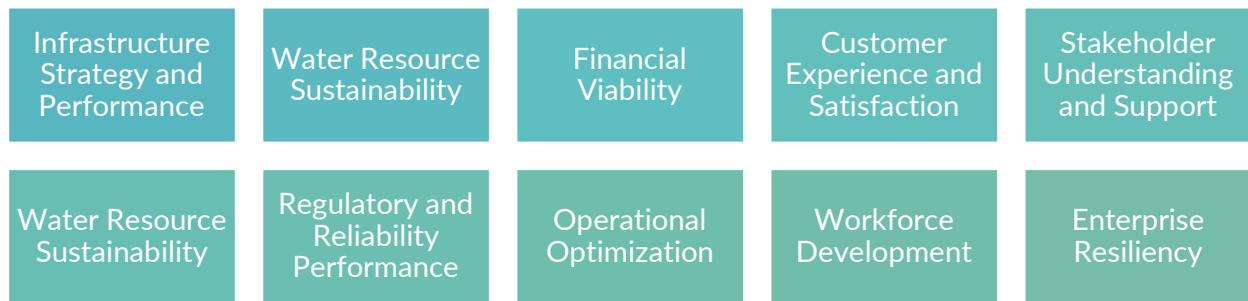 Infrastructure
Strategy and
Performance
Water Resource
Sustainability
Financial
Viability
Customer
Experience and
Satisfaction
Stakeholder
Understanding
and Support
Water Resource
Sustainability
Regulatory and
Reliability
Performance
Operational
Optimization
Workforce
Development
Enterprise
Resiliency